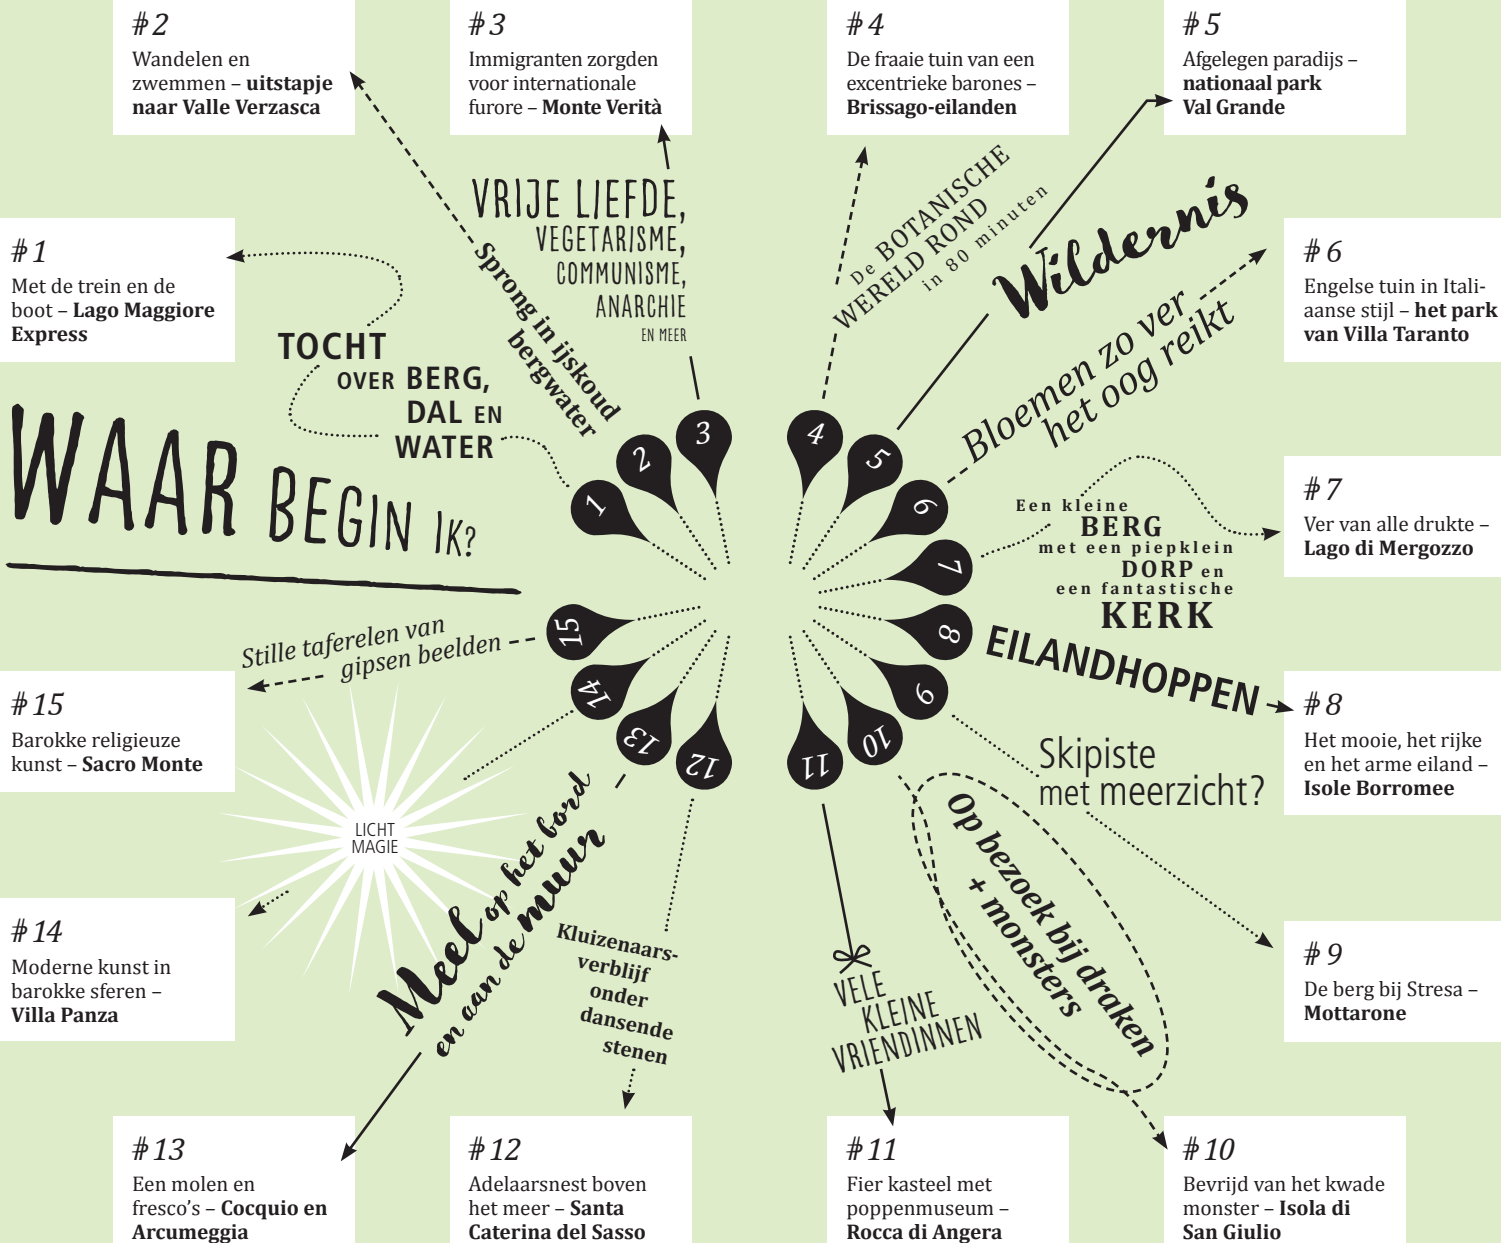 #2
Wandelen en
zwemmen – uitstapje
naar Valle Verzasca
#3
Immigranten zorgden
voor internationale
furore – Monte Verità
#4
De fraaie tuin van een
excentrieke barones –
Brissago-eilanden
#5
Afgelegen paradijs –
nationaal park
Val Grande
#1
Met de trein en de
boot – Lago Maggiore
Express
TOCHT
OVER BERG,
DAL EN
WATER
Sprong in ijskoud
bergwater
VRIJE LIEFDE,
VEGETARISME,
COMMUNISME,
ANARCHIE
EN MEER
De BOTANISCHE
WERELD ROND
in 80 minuten
Wildernis
Bloemen zo ver
het oog reikt
#6
Engelse tuin in Itali-
aanse stijl – het park
van Villa Taranto
WAAR BEGIN IK?
1
2
3
4
5
6
7
8
9
10
11
12
13
14
15
Een kleine
BERG
met een piepklein
DORP en
een fantastische
KERK
#7
Ver van alle drukte –
Lago di Mergozzo
EILANDHOPPEN
#8
Het mooie, het rijke
en het arme eiland –
Isole Borromee
Stille taferelen van
gipsen beelden
#15
Barokke religieuze
kunst – Sacro Monte
LICHT
MAGIE
Skipiste
met meerzicht?
#14
Moderne kunst in
barokke sferen –
Villa Panza
Meel op het bord
en aan de muur
Kluizenaars-
verblijf
onder
dansende
stenen
VELE
KLEINE
VRIENDINNEN
Op bezoek bij draken
+ monsters
#9
De berg bij Stresa –
Mottarone
#13
Een molen en
fresco's – Cocquio en
Arcumeggia
#12
Adelaarsnest boven
het meer – Santa
Caterina del Sasso
#11
Fier kasteel met
poppenmuseum –
Rocca di Angera
#10
Bevrijd van het kwade
monster – Isola di
San Giulio